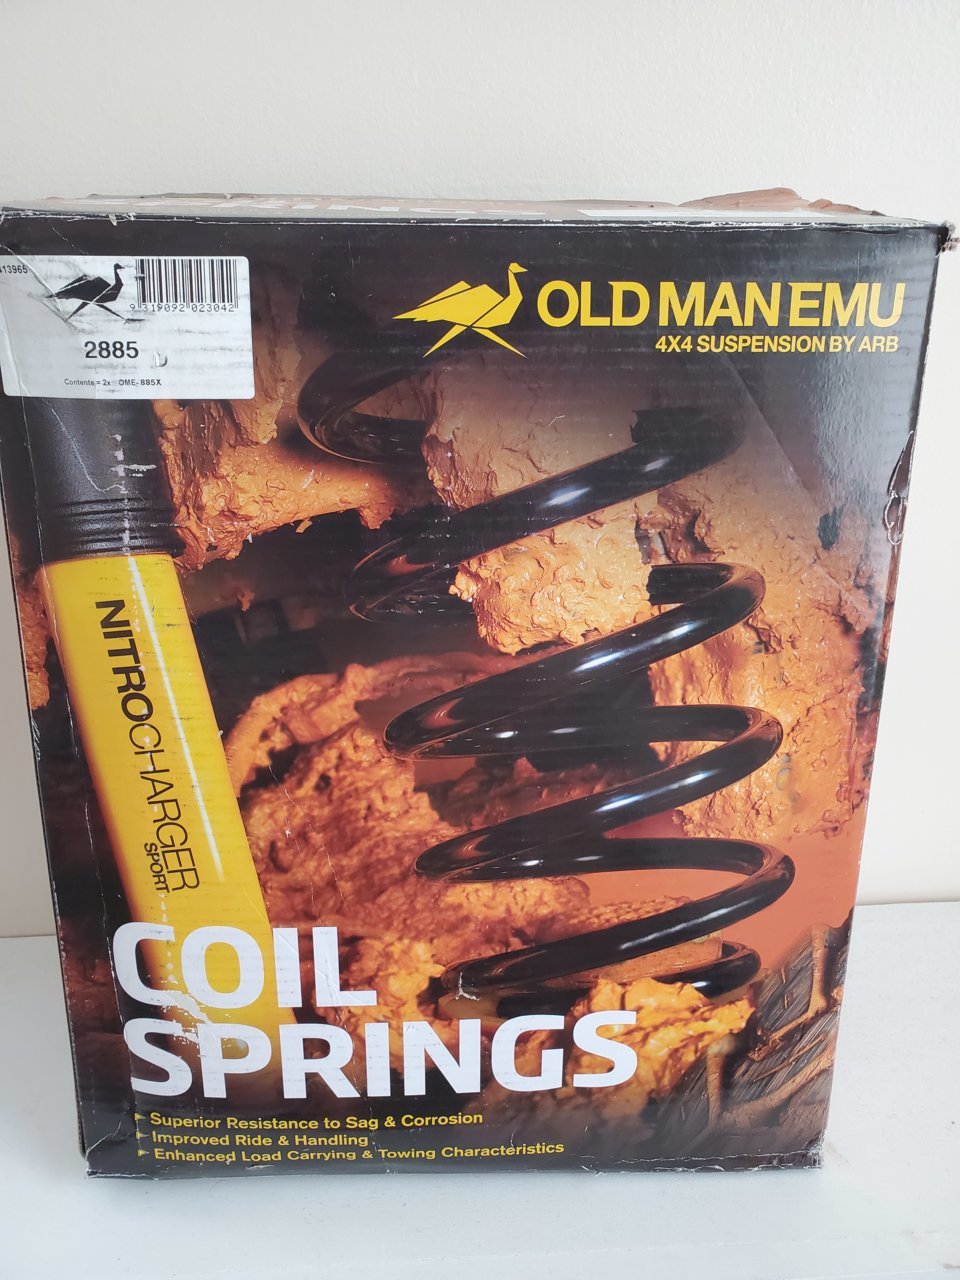 413965
9 319092 023042
2885
Contents = 2x OME- 885X
OLD MAN EMU
4X4 SUSPENSION BY ARB
NITROCHARGER
SPORT
COIL
SPRINGS
Superior Resistance to Sag & Corrosion
Improved Ride & Handling
Enhanced Load Carrying & Towing Characteristics